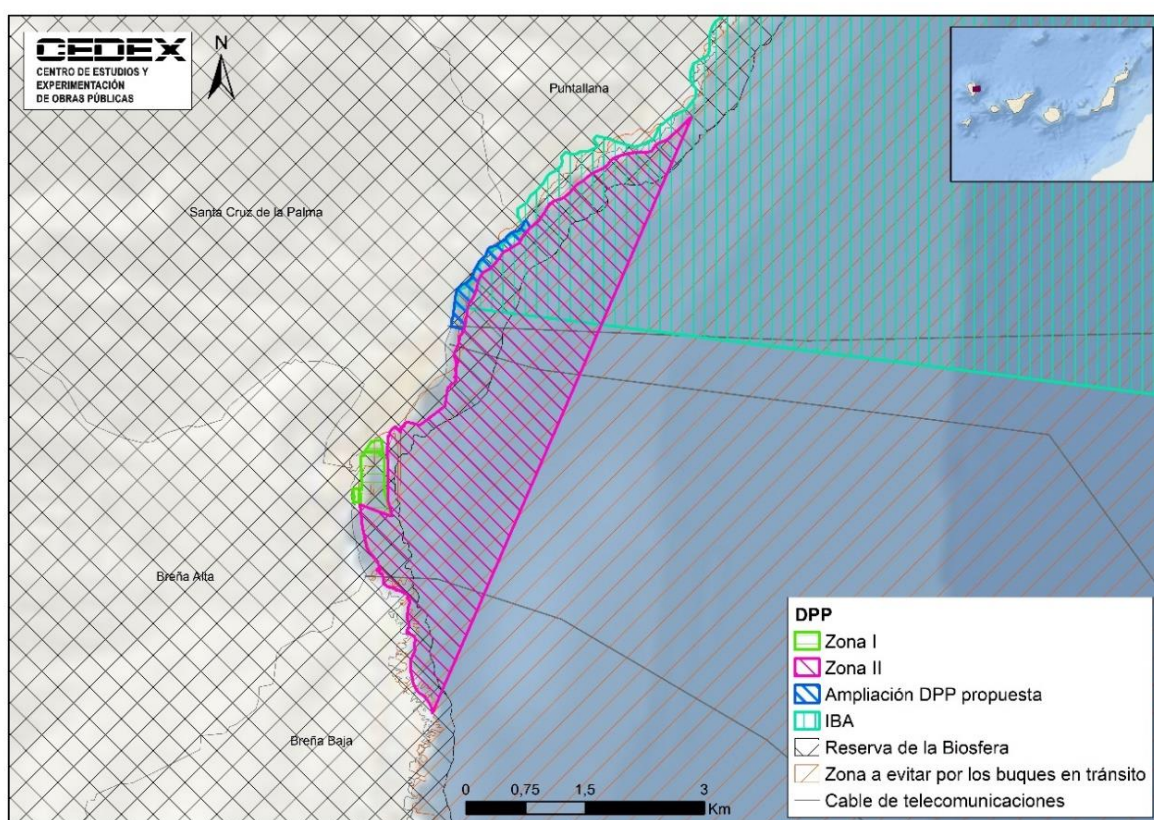 CEDEX
CENTRO DE ESTUDIOS Y
EXPERIMENTACIÓN
DE OBRAS PÚBLICAS
N
Puntallana
Santa Cruz de la Palma
Breña Alta
Breña Baja
DPP
Zona I
Zona II
Ampliación DPP propuesta
IBA
Reserva de la Biosfera
Zona a evitar por los buques en tránsito
Cable de telecomunicaciones
0 0,75 1,5 3
Km